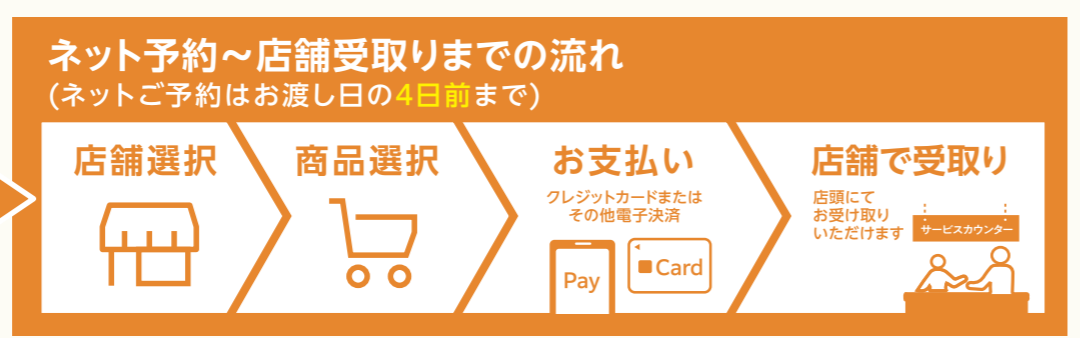 ネット予約～店舗受取りまでの流れ
(ネットご予約はお渡し日の4日前まで)
店舗選択
商品選択
お支払い
クレジットカードまたは
その他電子決済
Pay
Card
店舗で受取り
店頭にて
お受け取り
いただけます
サービスカウンター